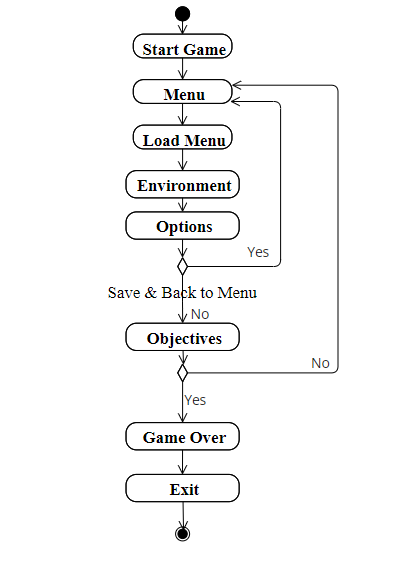 Start Game
Menu
Load Menu
Environment
Options
Yes
Save & Back to Menu
No
Objectives
No
Yes
Game Over
Exit